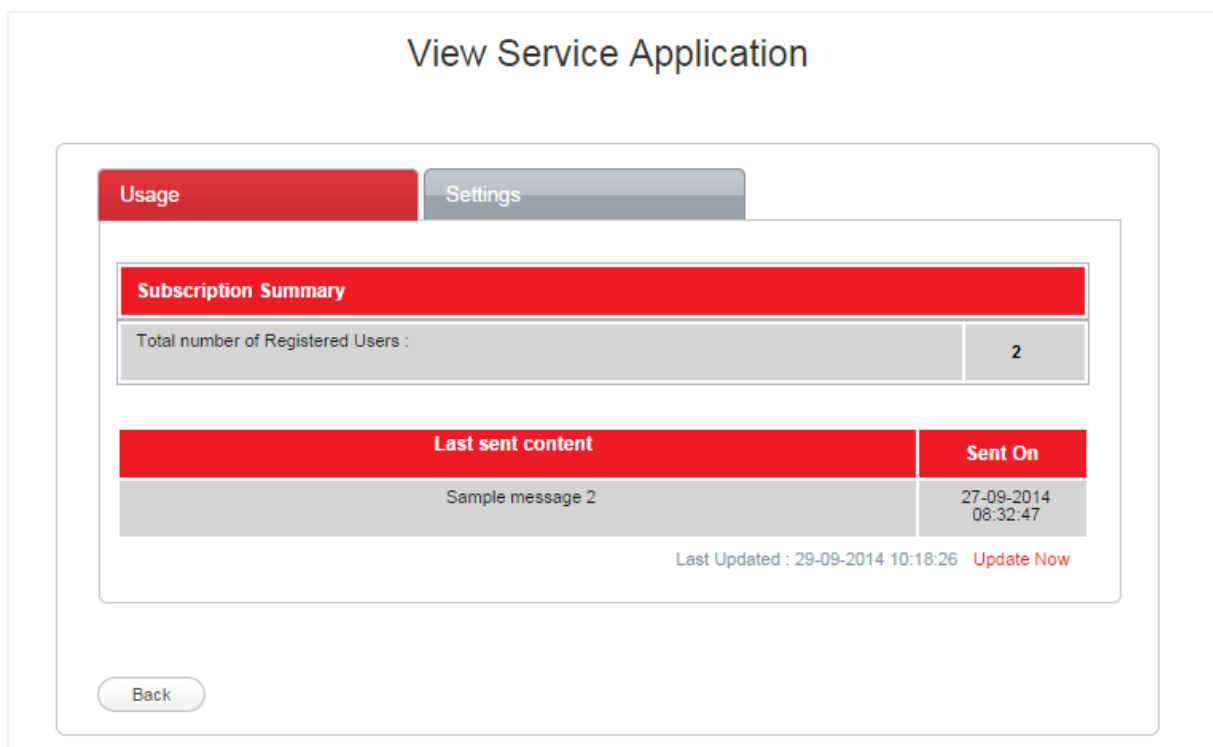 View Service Application
Usage
Settings
Subscription Summary
Total number of Registered Users :
2
Last sent content
Sent On
Sample message 2
27-09-2014
08:32:47
Last Updated : 29-09-2014 10:18:26 Update Now
Back